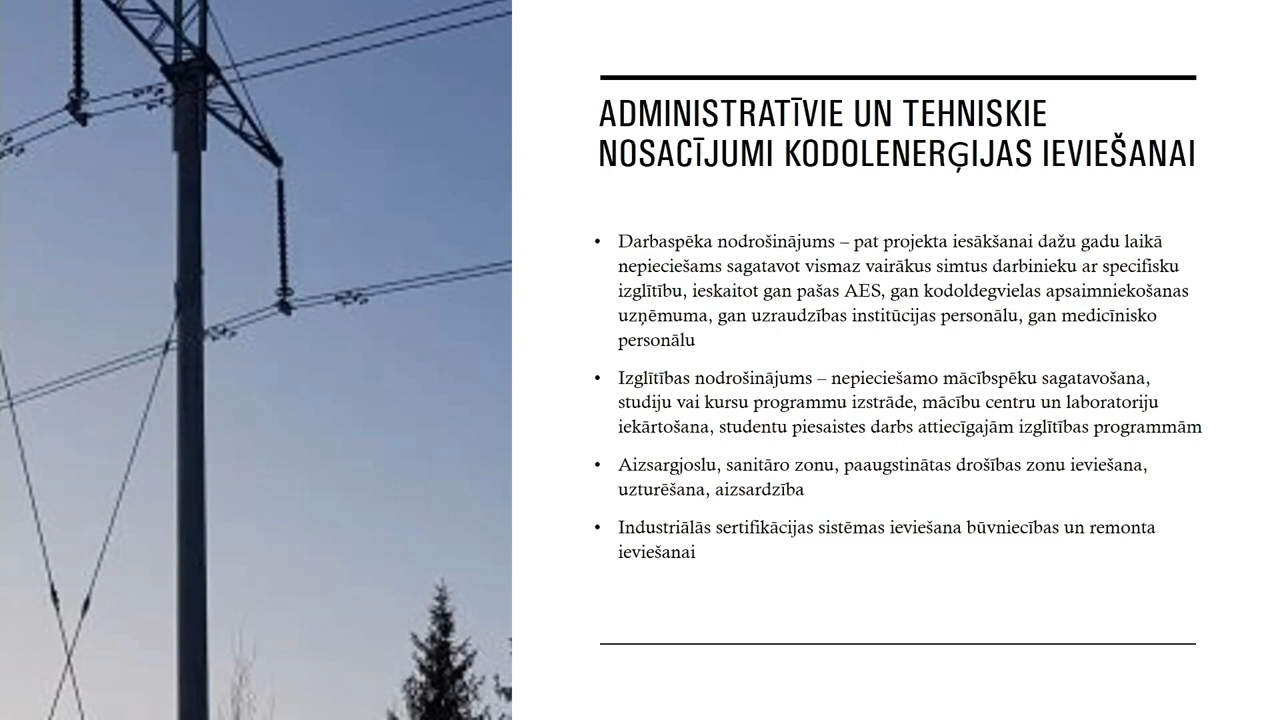 ADMINISTRATĪVIE UN TEHNISKIE
NOSACĪJUMI KODOLENERĢIJAS IEVIEŠANAI
• Darbaspēka nodrošinājums – pat projekta iesākšanai dažu gadu laikā
nepieciešams sagatavot vismaz vairākus simtus darbinieku ar specifisku
izglītību, ieskaitot gan pašas AES, gan kodoldegvielas apsaimniekošanas
uzņēmuma, gan uzraudzības institūcijas personālu, gan medicīnisko
personālu
• Izglītības nodrošinājums – nepieciešamo mācībspēku sagatavošana,
studiju vai kursu programmu izstrāde, mācību centru un laboratoriju
iekārtošana, studentu piesaistes darbs attiecīgajām izglītības programmām
• Aizsargjoslu, sanitāro zonu, paaugstinātas drošības zonu ieviešana,
uzturēšana, aizsardzība
• Industriālās sertifikācijas sistēmas ieviešana būvniecības un remonta
ieviešanai